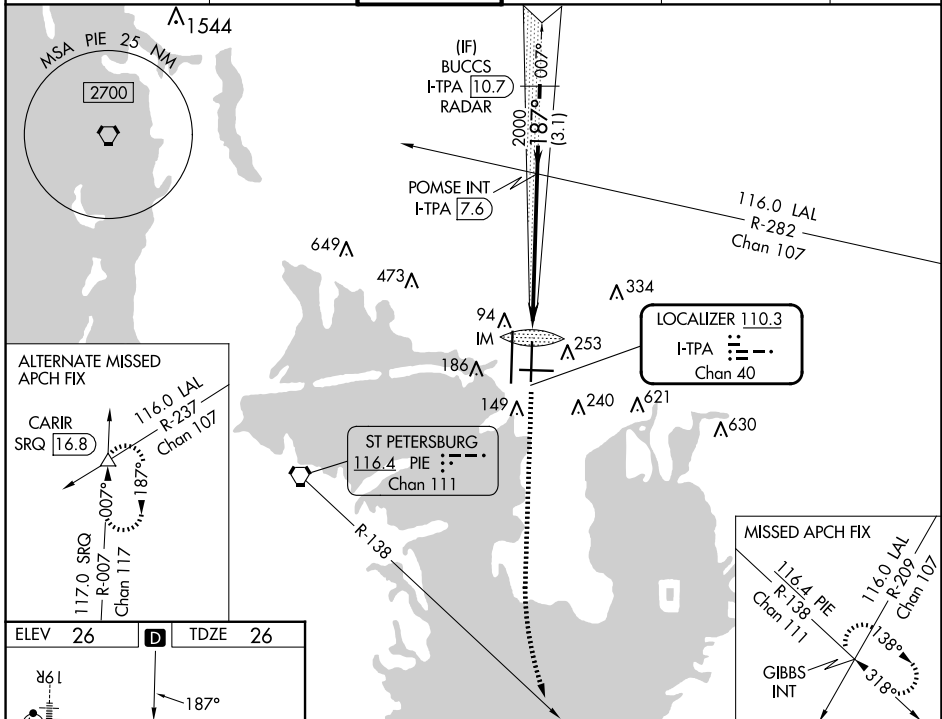 1544
MSA PIE 25 NM
2700
(IF)
BUCCS
I-TPA 10.7
RADAR
007°
2000
187°
(3.1)
POMSE INT
I-TPA 7.6
116.0 LAL
R-282
Chan 107
649
473
334
94
IM
253
186
149
240
621
630
LOCALIZER 110.3
I-TPA
Chan 40
ST PETERSBURG
116.4 PIE
Chan 111
R-138
ALTERNATE MISSED
APCH FIX
CARIR
SRQ 16.8
116.0 LAL
R-237
Chan 107
007°
187°
117.0 SRQ
R-007
Chan 117
MISSED APCH FIX
116.4 PIE
R-138
Chan 111
116.0 LAL
R-209
Chan 107
138°
318°
GIBBS
INT
ELEV 26 D TDZE 26
19R
187°